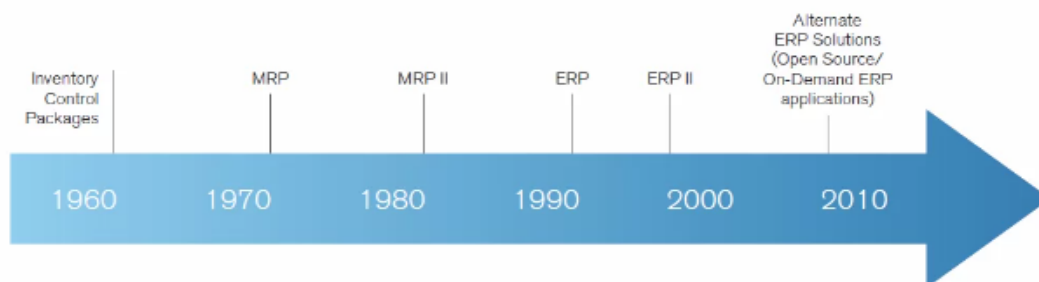 Inventory
Control
Packages
MRP
MRP II
ERP
ERP II
Alternate
ERP Solutions
(Open Source/
On-Demand ERP
applications)
1960
1970
1980
1990
2000
2010